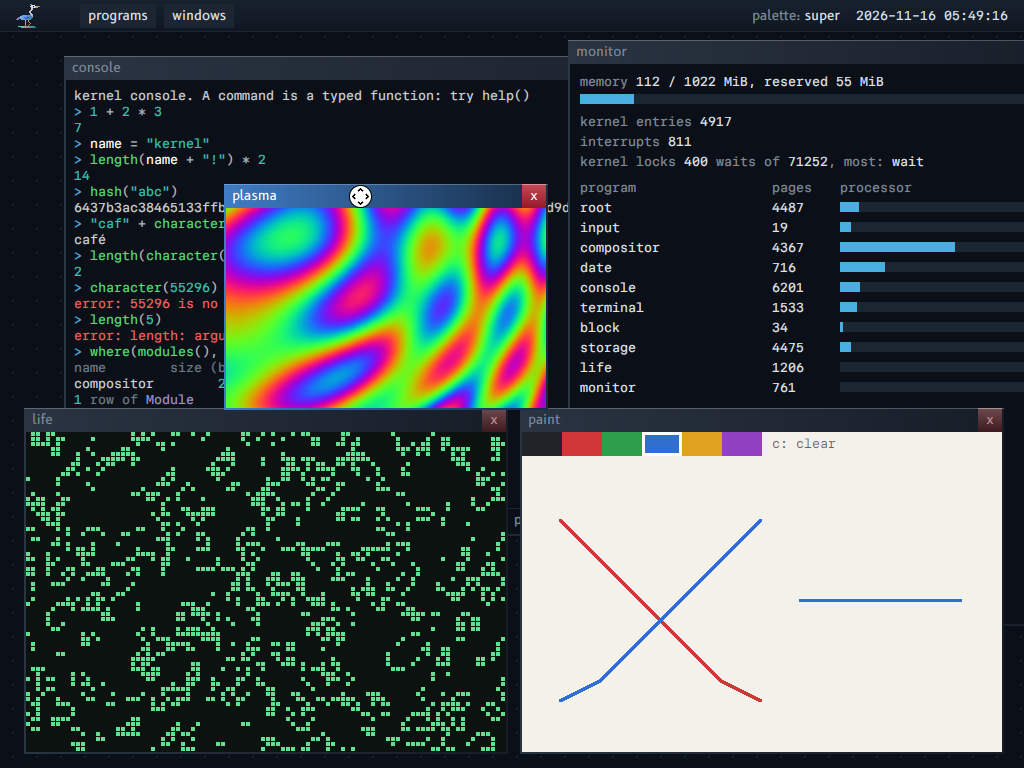 programs windows palette: super 2026-11-16 05:49:16
console
kernel console. A command is a typed function: try help()
> 1 + 2 * 3
7
> name = "kernel"
> length(name + "!") * 2
14
> hash("abc")
6437b3ac38465133ffb
d9d
> "caf" + character
café
> length(character(
2
> character(55296)
error: 55296 is no
> length(5)
error: length: argu
> where(modules(),
name size (b
compositor 2
1 row of Module
monitor
memory 112 / 1022 MiB, reserved 55 MiB
kernel entries 4917
interrupts 811
kernel locks 400 waits of 71252, most: wait
program pages processor
root 4487
input 19
compositor 4367
date 716
console 6201
terminal 1533
block 34
storage 4475
life 1206
monitor 761
plasma x
life x
p
paint x
c: clear